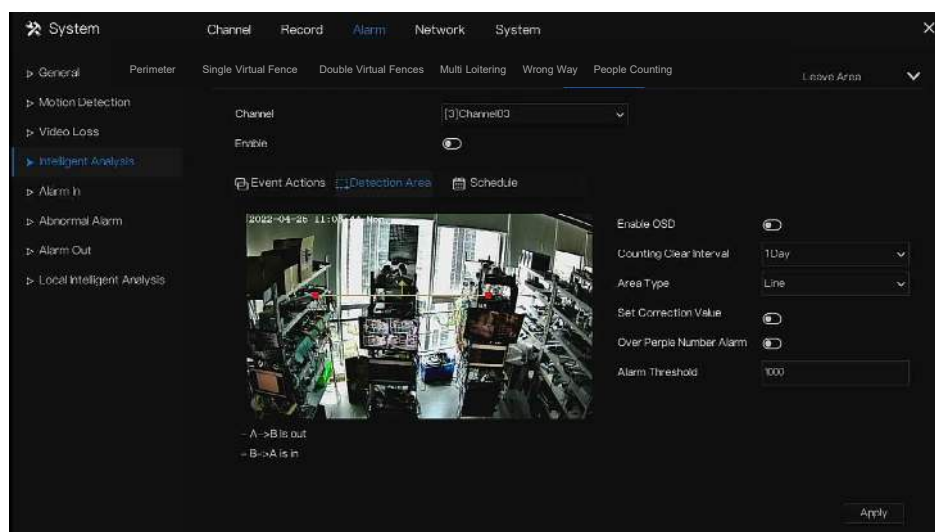 System
Channel Record Alarm Network System
General
Perimeter Single Virtual Fence Double Virtual Fences Multi Loitering Wrong Way People Counting
Leave Area
Motion Detection
Channel [3]Channel03
Video Loss
Enable
Intelligent Analysis
Event Actions Detection Area Schedule
Alarm In
Abnormal Alarm
2022-04-25 11:0
Enable OSD
Alarm Out
Counting Clear Interval 1Day
Local Intelligent Analysis
Area Type Line
Set Correction Value
Over Perple Number Alarm
Alarm Threshold 1000
- A->B is out
- B->A is in
Apply